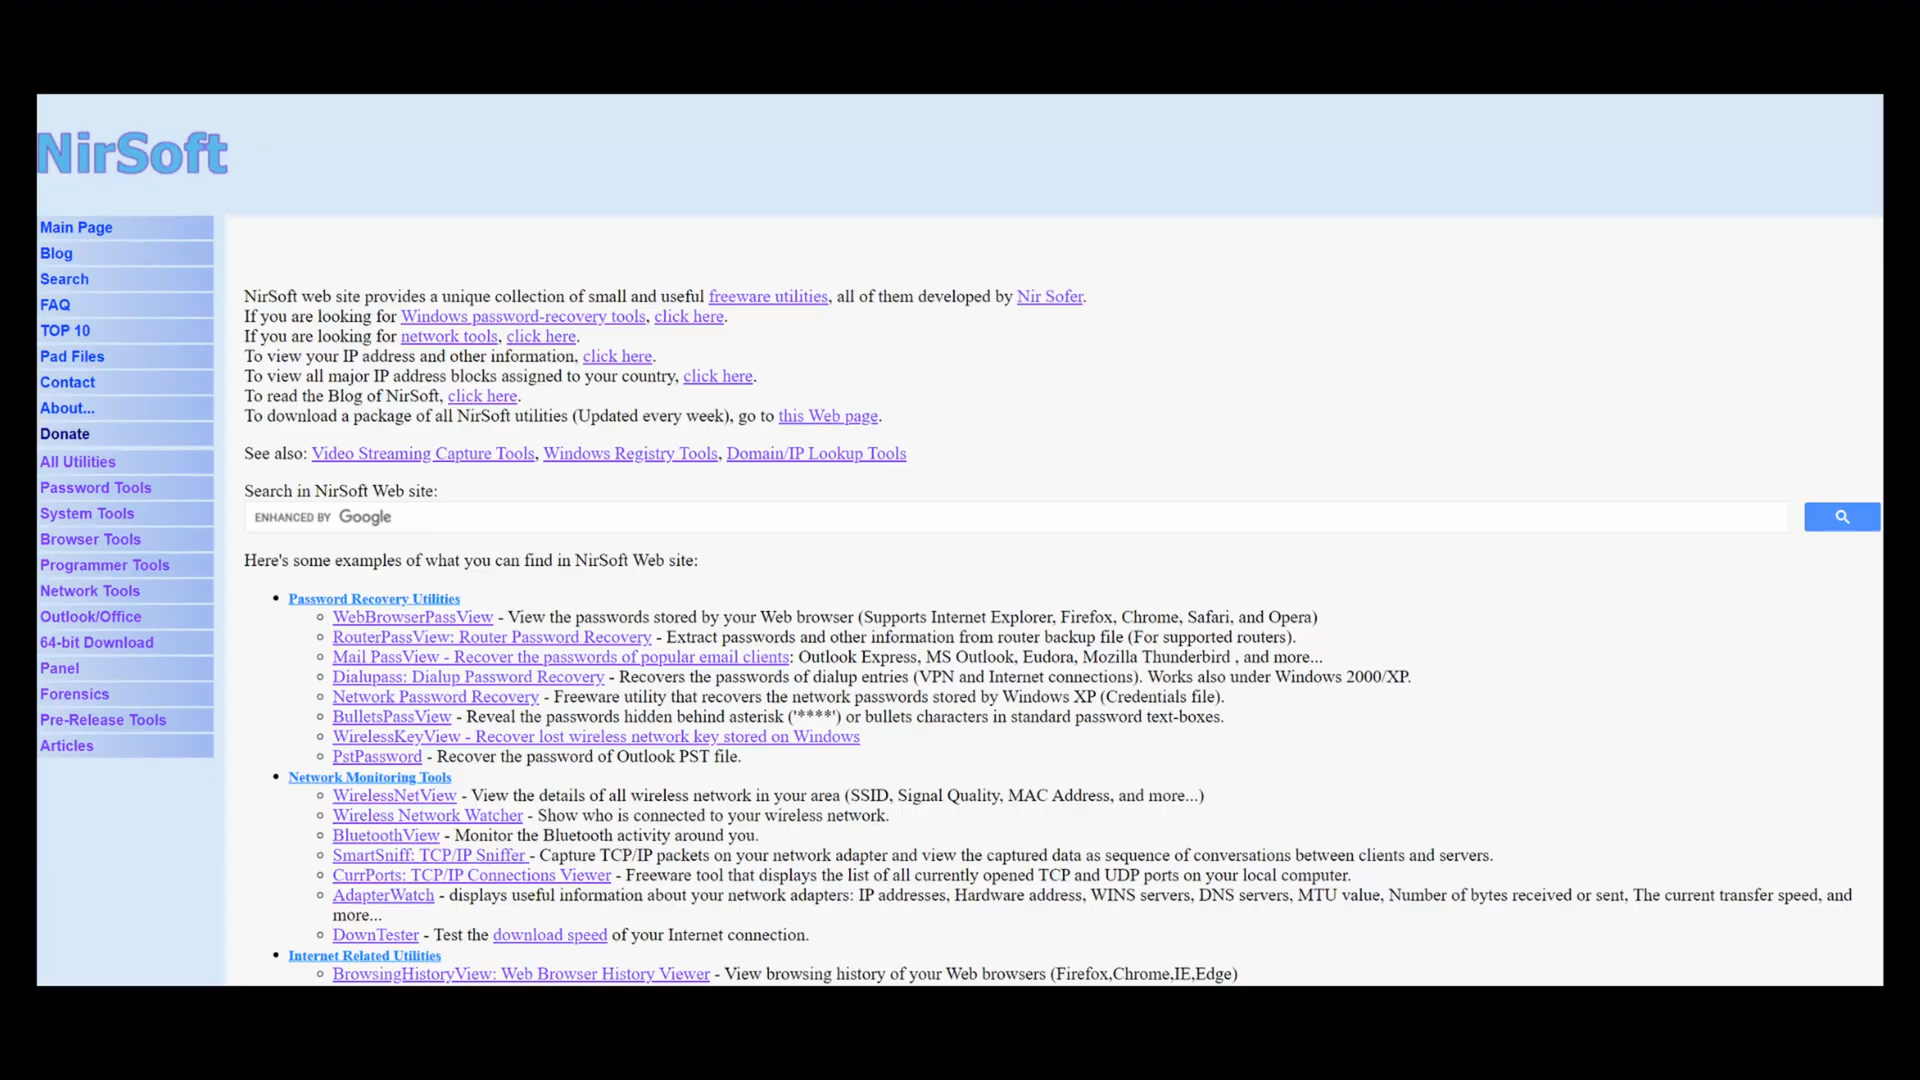 NirSoft
Main Page
Blog
Search
FAQ
TOP 10
Pad Files
Contact
About...
Donate
All Utilities
Password Tools
System Tools
Browser Tools
Programmer Tools
Network Tools
Outlook/Office
64-bit Download
Panel
Forensics
Pre-Release Tools
Articles
NirSoft web site provides a unique collection of small and useful freeware utilities, all of them developed by Nir Sofer.
If you are looking for Windows password-recovery tools, click here.
If you are looking for network tools, click here.
To view your IP address and other information, click here.
To view all major IP address blocks assigned to your country, click here.
To read the Blog of NirSoft, click here.
To download a package of all NirSoft utilities (Updated every week), go to this Web page.
See also: Video Streaming Capture Tools, Windows Registry Tools, Domain/IP Lookup Tools
Search in NirSoft Web site:
ENHANCED BY Google
Here's some examples of what you can find in NirSoft Web site:
• Password Recovery Utilities
◦ WebBrowserPassView - View the passwords stored by your Web browser (Supports Internet Explorer, Firefox, Chrome, Safari, and Opera)
◦ RouterPassView: Router Password Recovery - Extract passwords and other information from router backup file (For supported routers).
◦ Mail PassView - Recover the passwords of popular email clients: Outlook Express, MS Outlook, Eudora, Mozilla Thunderbird , and more...
◦ Dialupass: Dialup Password Recovery - Recovers the passwords of dialup entries (VPN and Internet connections). Works also under Windows 2000/XP.
◦ Network Password Recovery - Freeware utility that recovers the network passwords stored by Windows XP (Credentials file).
◦ BulletsPassView - Reveal the passwords hidden behind asterisk ('****') or bullets characters in standard password text-boxes.
◦ WirelessKeyView - Recover lost wireless network key stored on Windows
◦ PstPassword - Recover the password of Outlook PST file.
• Network Monitoring Tools
◦ WirelessNetView - View the details of all wireless network in your area (SSID, Signal Quality, MAC Address, and more...)
◦ Wireless Network Watcher - Show who is connected to your wireless network.
◦ BluetoothView - Monitor the Bluetooth activity around you.
◦ SmartSniff: TCP/IP Sniffer - Capture TCP/IP packets on your network adapter and view the captured data as sequence of conversations between clients and servers.
◦ CurrPorts: TCP/IP Connections Viewer - Freeware tool that displays the list of all currently opened TCP and UDP ports on your local computer.
◦ AdapterWatch - displays useful information about your network adapters: IP addresses, Hardware address, WINS servers, DNS servers, MTU value, Number of bytes received or sent, The current transfer speed, and
more...
◦ DownTester - Test the download speed of your Internet connection.
• Internet Related Utilities
◦ BrowsingHistoryView: Web Browser History Viewer - View browsing history of your Web browsers (Firefox,Chrome,IE,Edge)